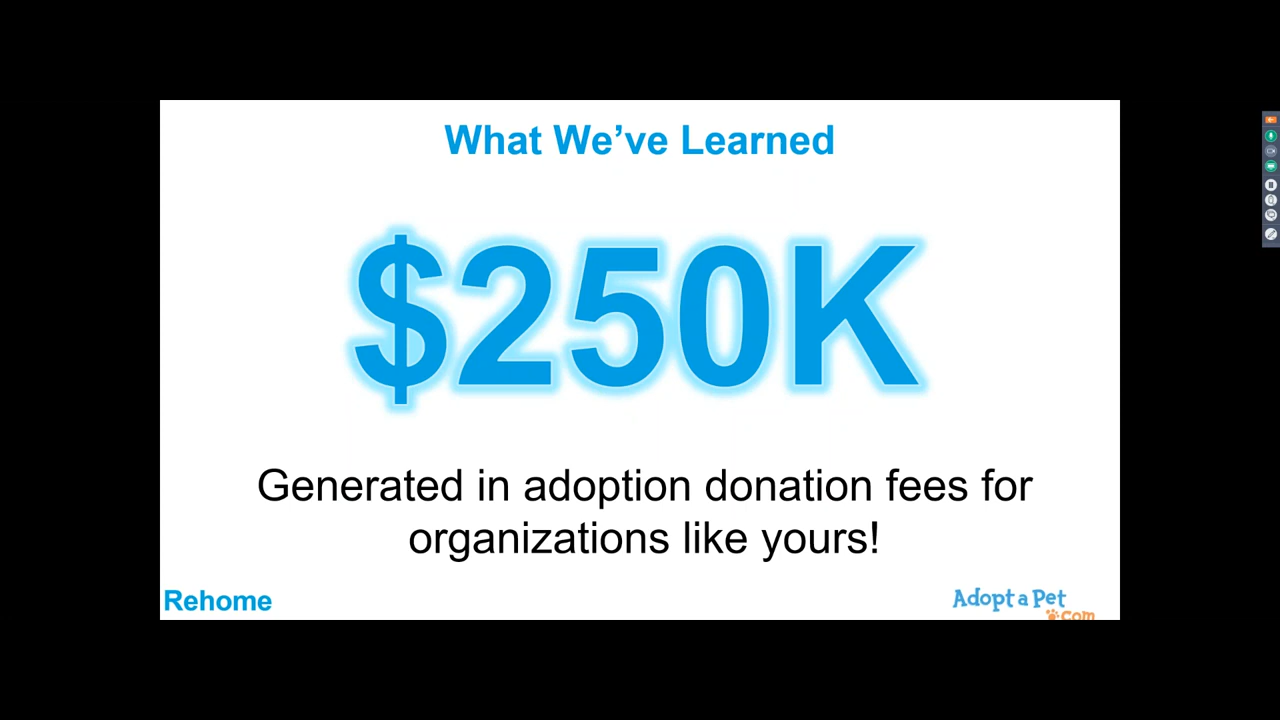 What We’ve Learned
$250K
Generated in adoption donation fees for
organizations like yours!
Rehome
Adopt a Pet
.com